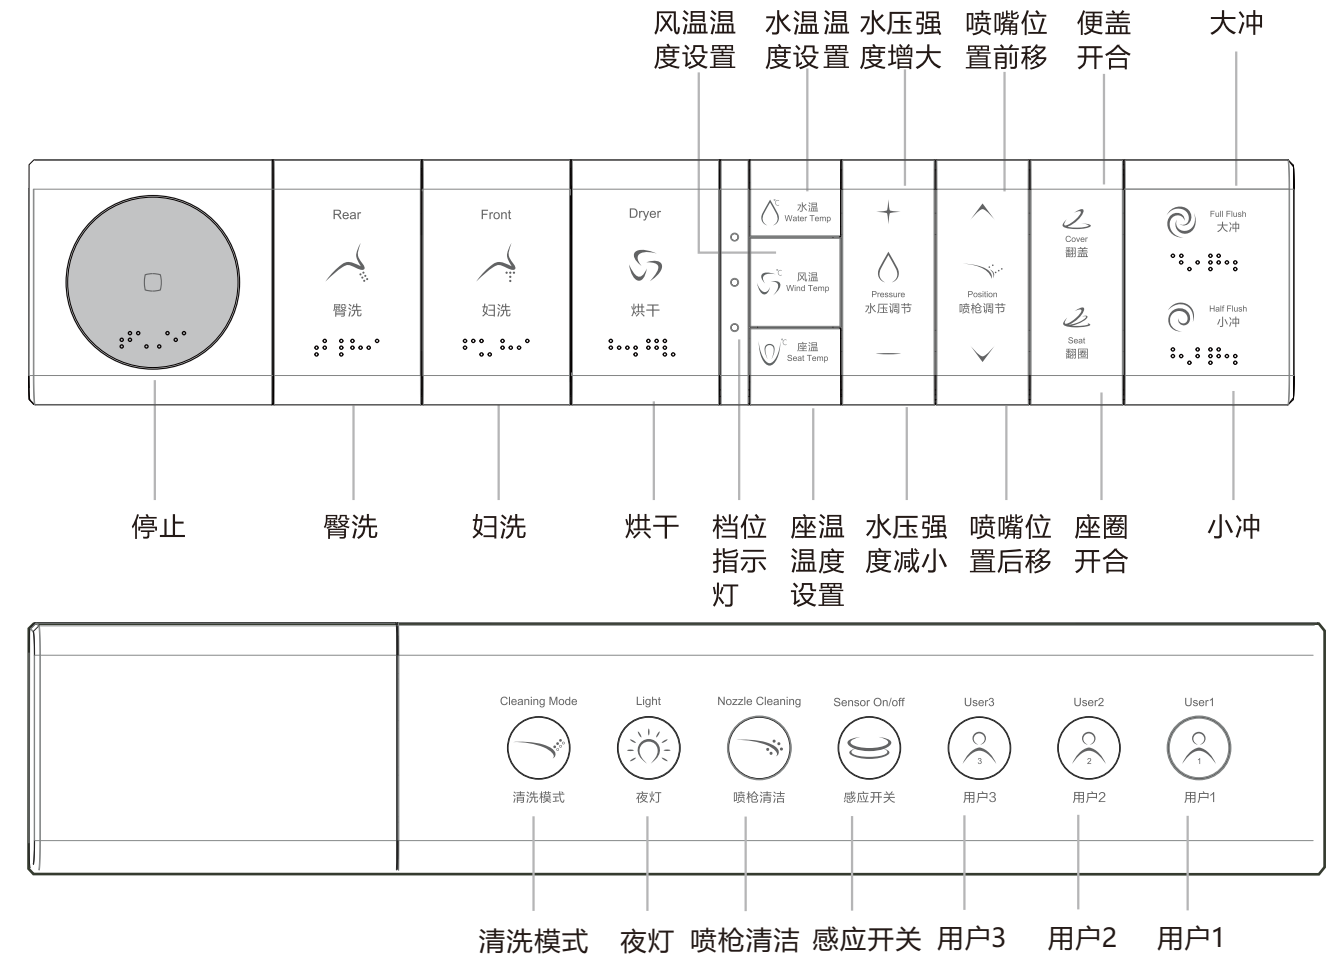 风温温
度设置
水温温
度设置
水压强
度增大
喷嘴位
置前移
便盖
开合
大冲
Rear
臀洗
Front
妇洗
Dryer
烘干
℃
水温
Water Temp
℃
风温
Wind Temp
℃
座温
Seat Temp
Pressure
水压调节
Position
喷枪调节
Cover
翻盖
Seat
翻圈
Full Flush
大冲
Half Flush
小冲
停止
臀洗
妇洗
烘干
档位
指示
灯
座温
温度
设置
水压强
度减小
喷嘴位
置后移
座圈
开合
小冲
Cleaning Mode
清洗模式
Light
夜灯
Nozzle Cleaning
喷枪清洁
Sensor On/off
感应开关
User3
3
用户3
User2
2
用户2
User1
1
用户1
清洗模式
夜灯
喷枪清洁
感应开关
用户3
用户2
用户1